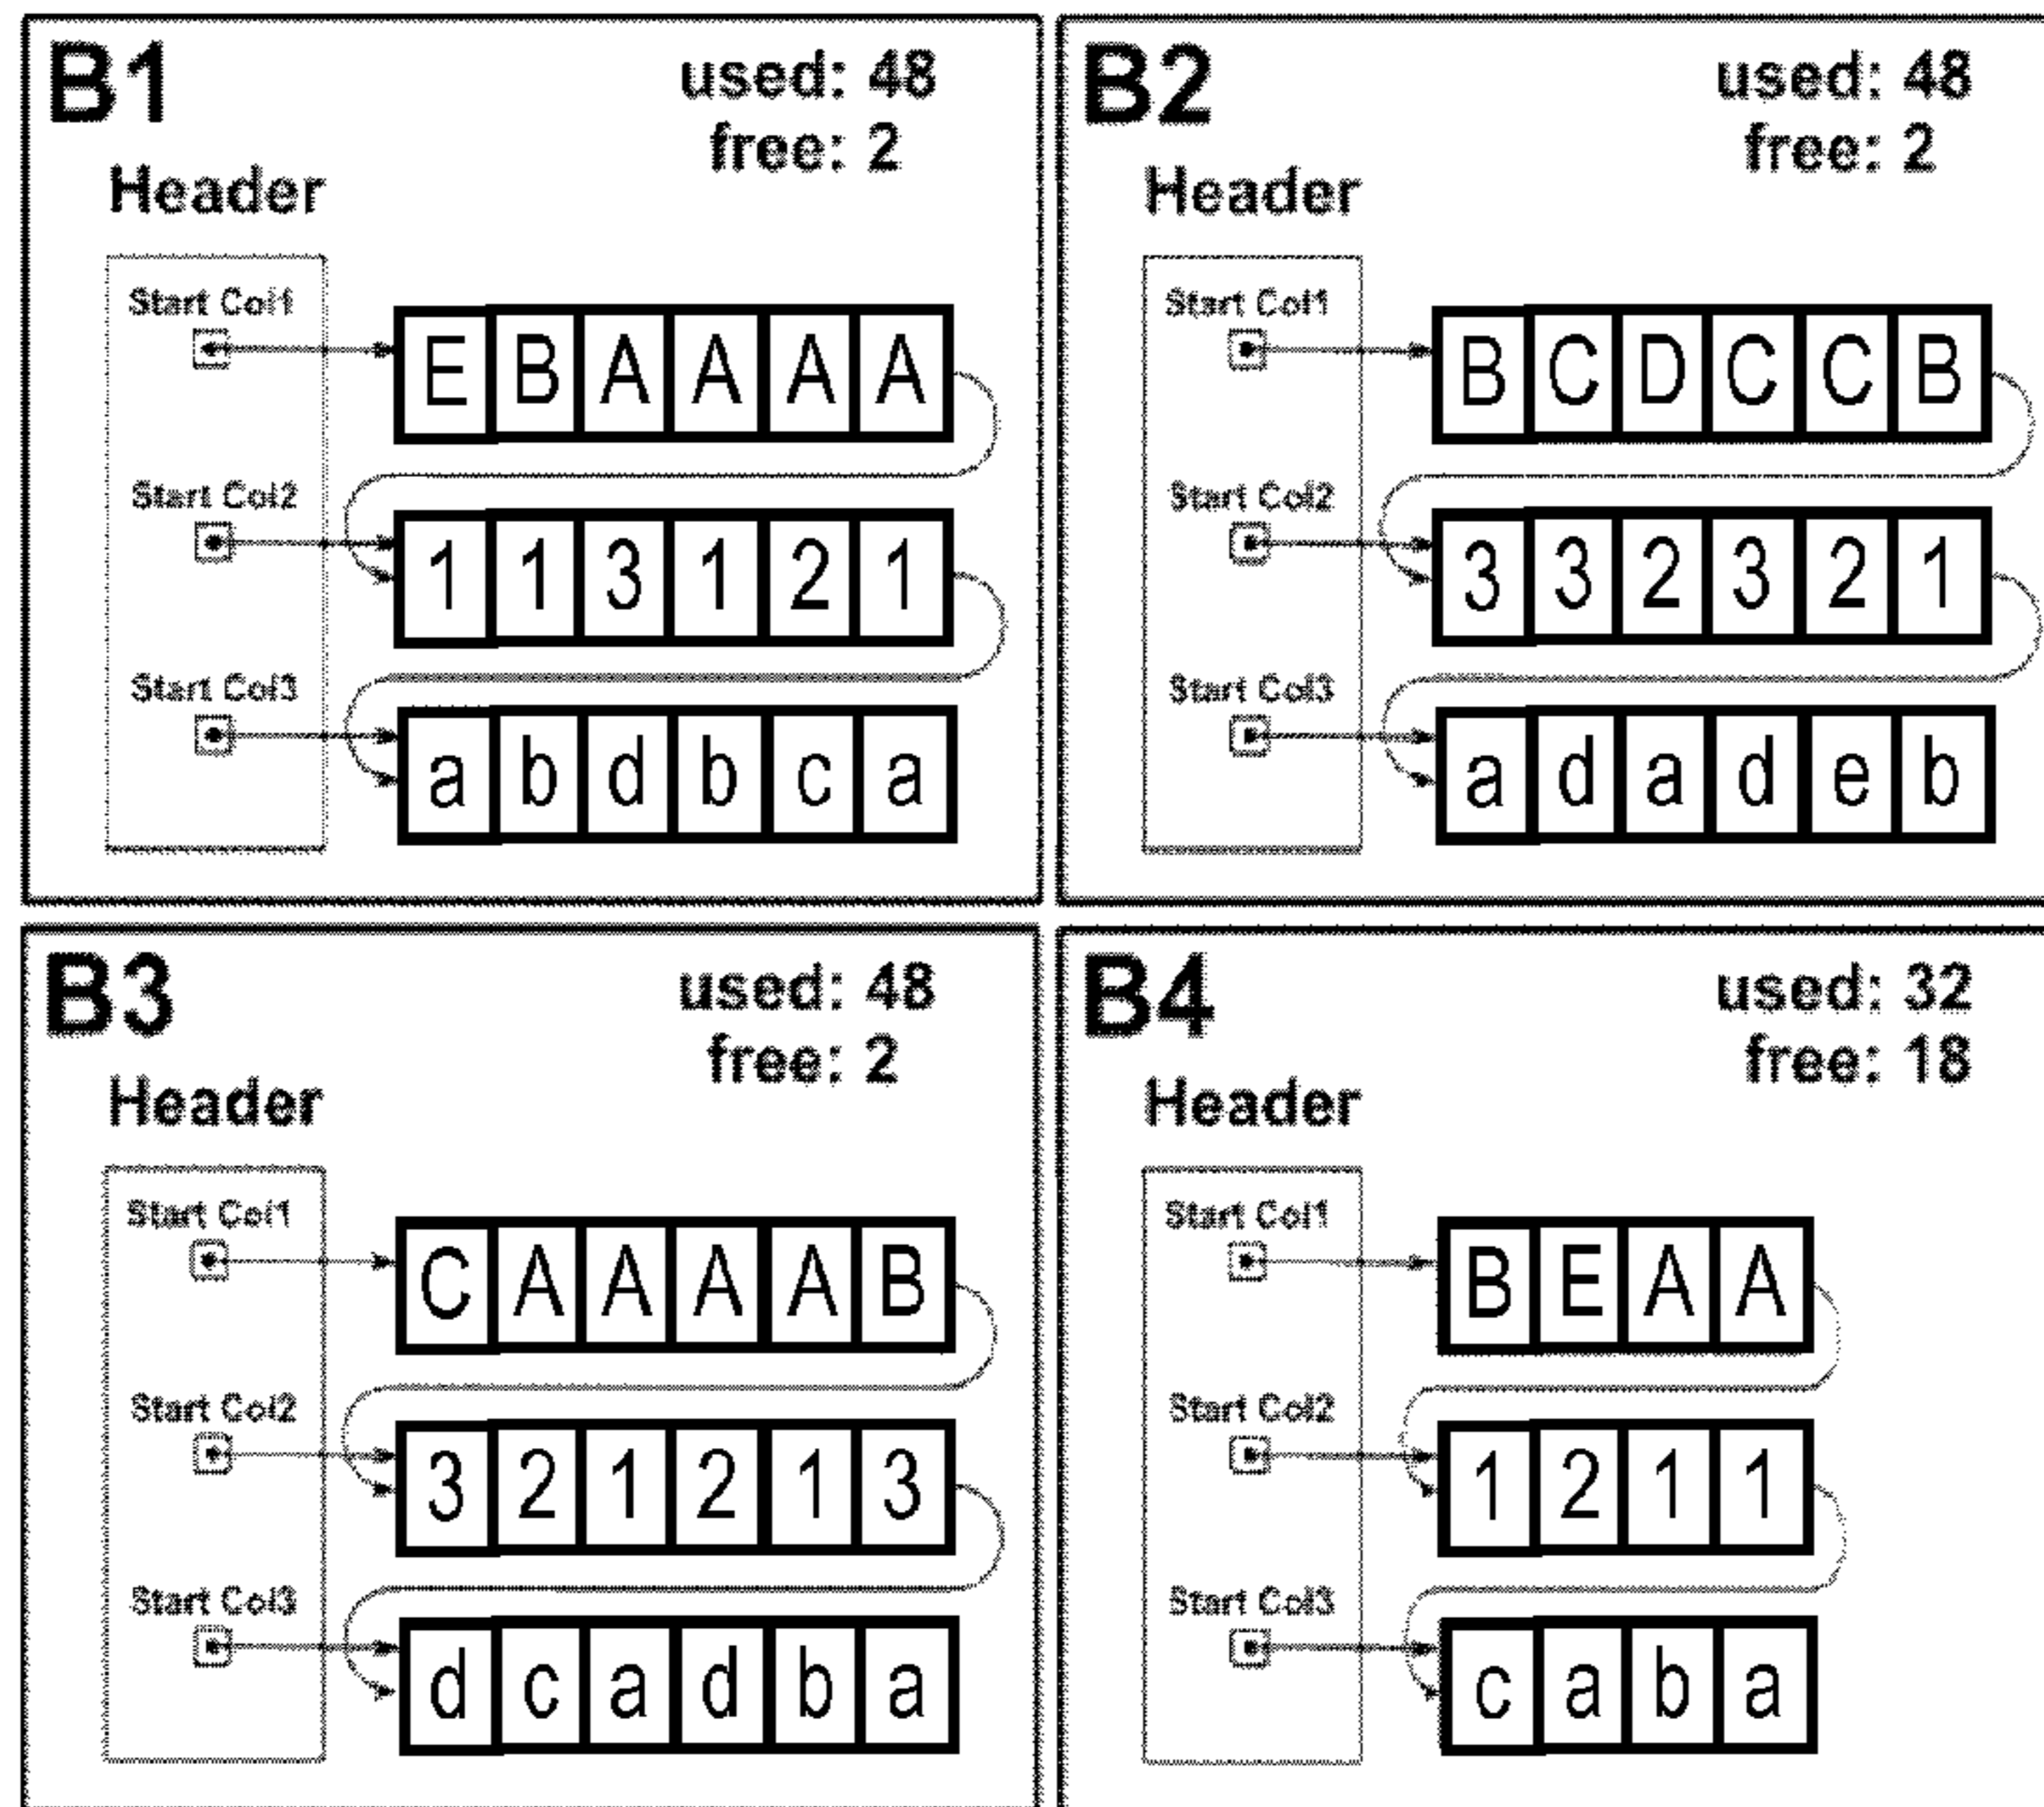 B1
used: 48
free: 2
Header
Start Col1
E B A A A A
Start Col2
1 1 3 1 2 1
Start Col3
a b d b c a
B2
used: 48
free: 2
Header
Start Col1
B C D C C B
Start Col2
3 3 2 3 2 1
Start Col3
a d a d e b
B3
used: 48
free: 2
Header
Start Col1
C A A A A B
Start Col2
3 2 1 2 1 3
Start Col3
d c a d b a
B4
used: 32
free: 18
Header
Start Col1
B E A A
Start Col2
1 2 1 1
Start Col3
c a b a